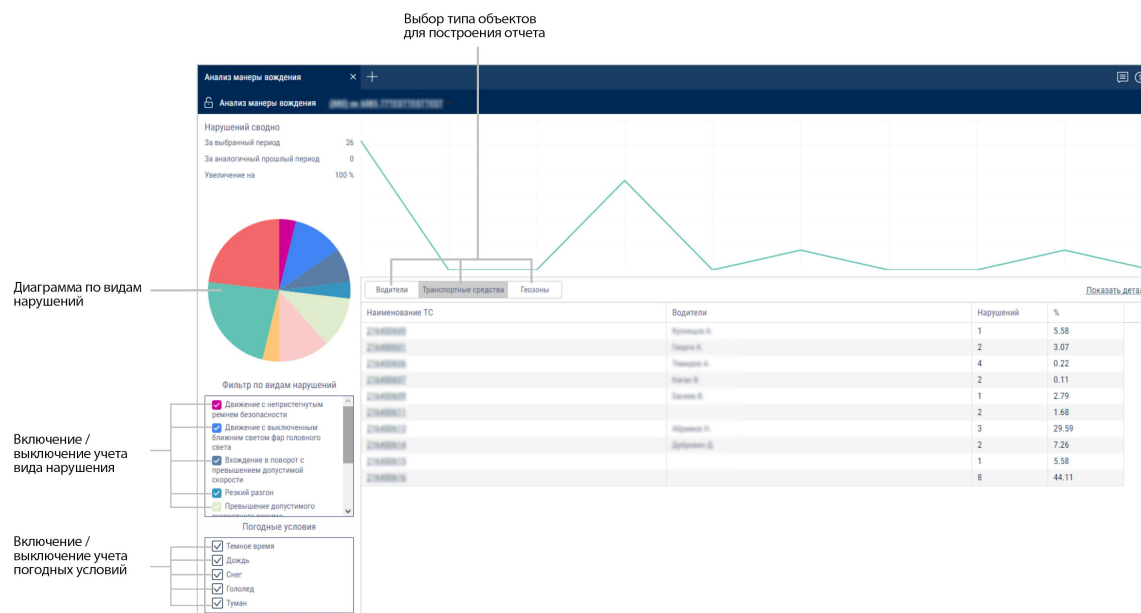 Выбор типа объектов
для построения отчета
Анализ манеры вождения × +
Анализ манеры вождения
Нарушений сводно
За выбранный период 26
За аналогичный прошлый период 0
Увеличение на 100 %
Диаграмма по видам
нарушений
Водители Транспортные средства Геозоны
Показать дета
Наименование ТС Водители Нарушений %
1 5.58
2 3.07
4 0.22
2 0.11
1 2.79
2 1.68
3 29.59
2 7.26
1 5.58
8 44.11
Фильтр по видам нарушений
Движение с непристегнутым
ремнем безопасности
Движение с выключенным
ближним светом фар головного
света
Вхождение в поворот с
превышением допустимой
скорости
Резкий разгон
Превышение допустимого
Включение /
выключение учета
вида нарушения
Погодные условия
Темное время
Дождь
Снег
Гололед
Туман
Включение /
выключение учета
погодных условий